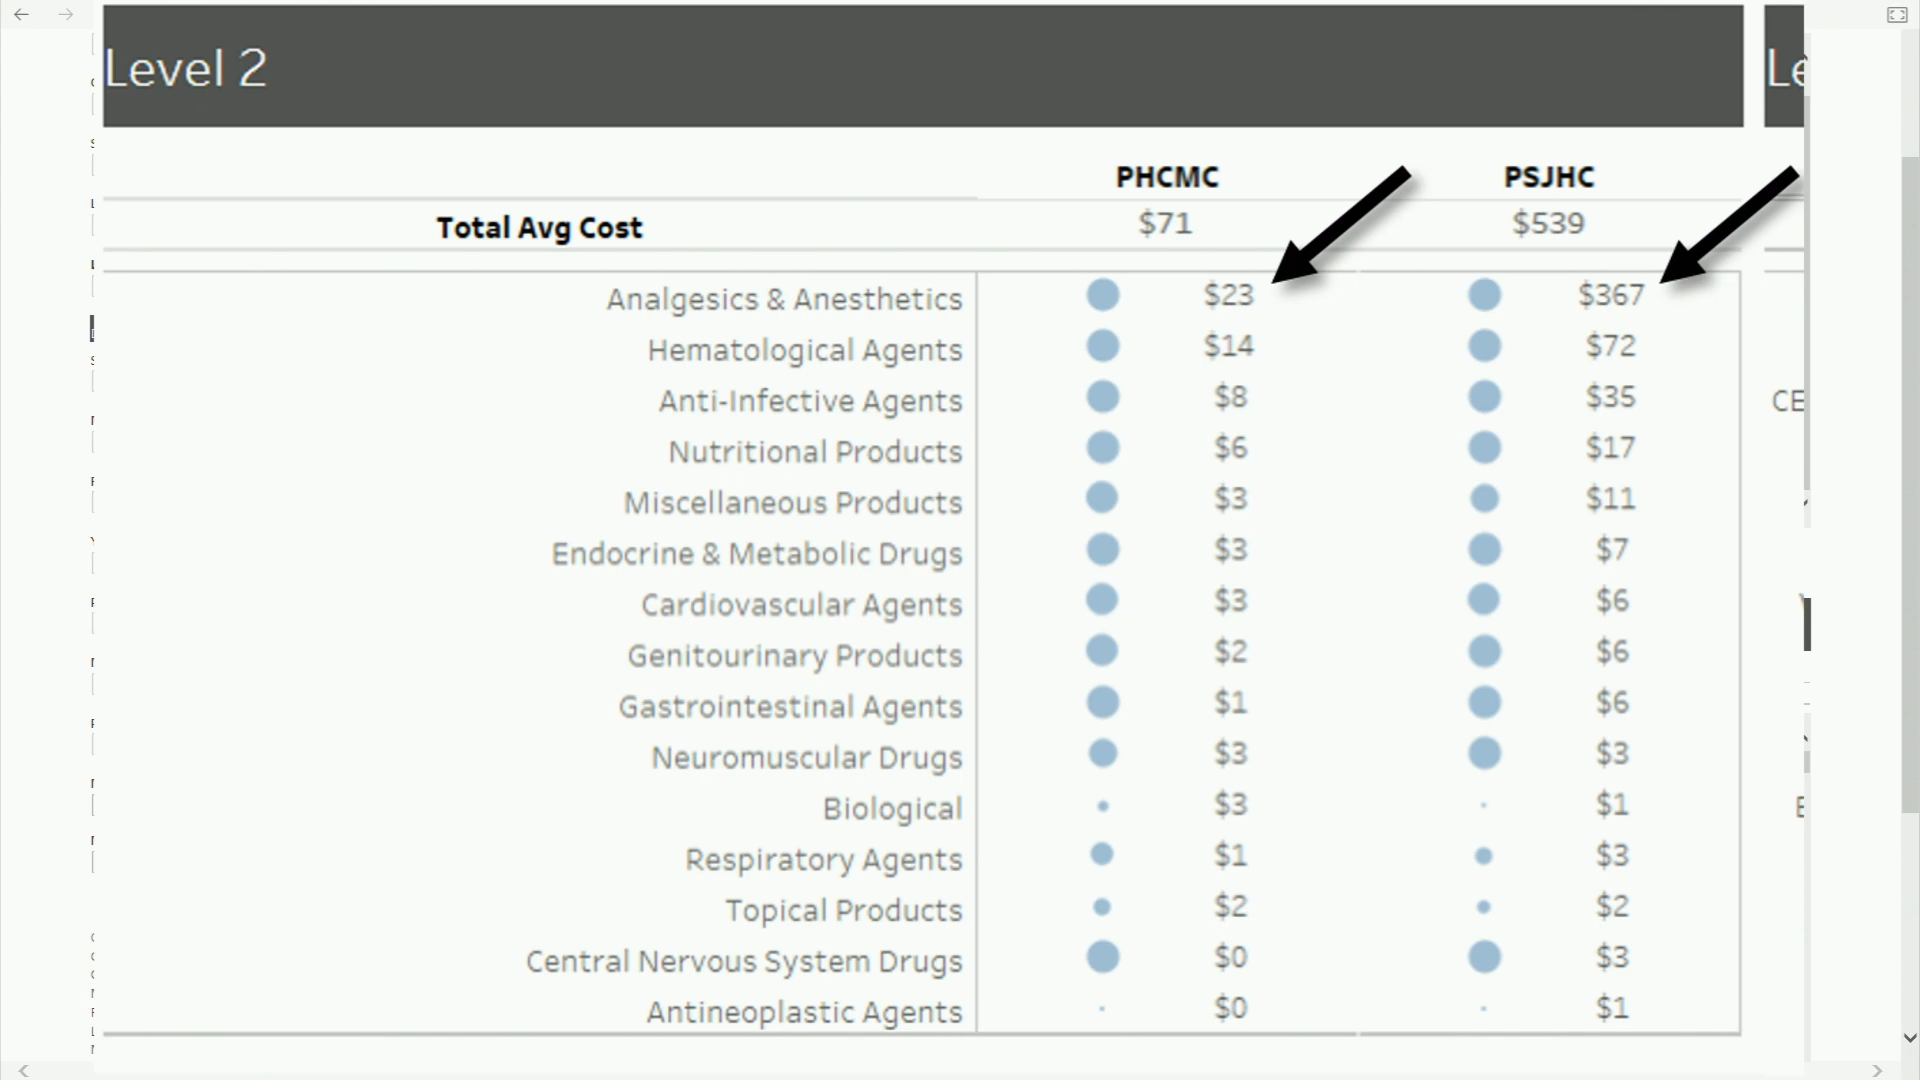 Level 2
Le
PHCMC PSJHC
Total Avg Cost $71 $539
Analgesics & Anesthetics $23 $367
Hematological Agents $14 $72
Anti-Infective Agents $8 $35
CE
Nutritional Products $6 $17
Miscellaneous Products $3 $11
Endocrine & Metabolic Drugs $3 $7
Cardiovascular Agents $3 $6
Genitourinary Products $2 $6
Gastrointestinal Agents $1 $6
Neuromuscular Drugs $3 $3
Biological $3 $1
Respiratory Agents $1 $3
Topical Products $2 $2
Central Nervous System Drugs $0 $3
Antineoplastic Agents $0 $1